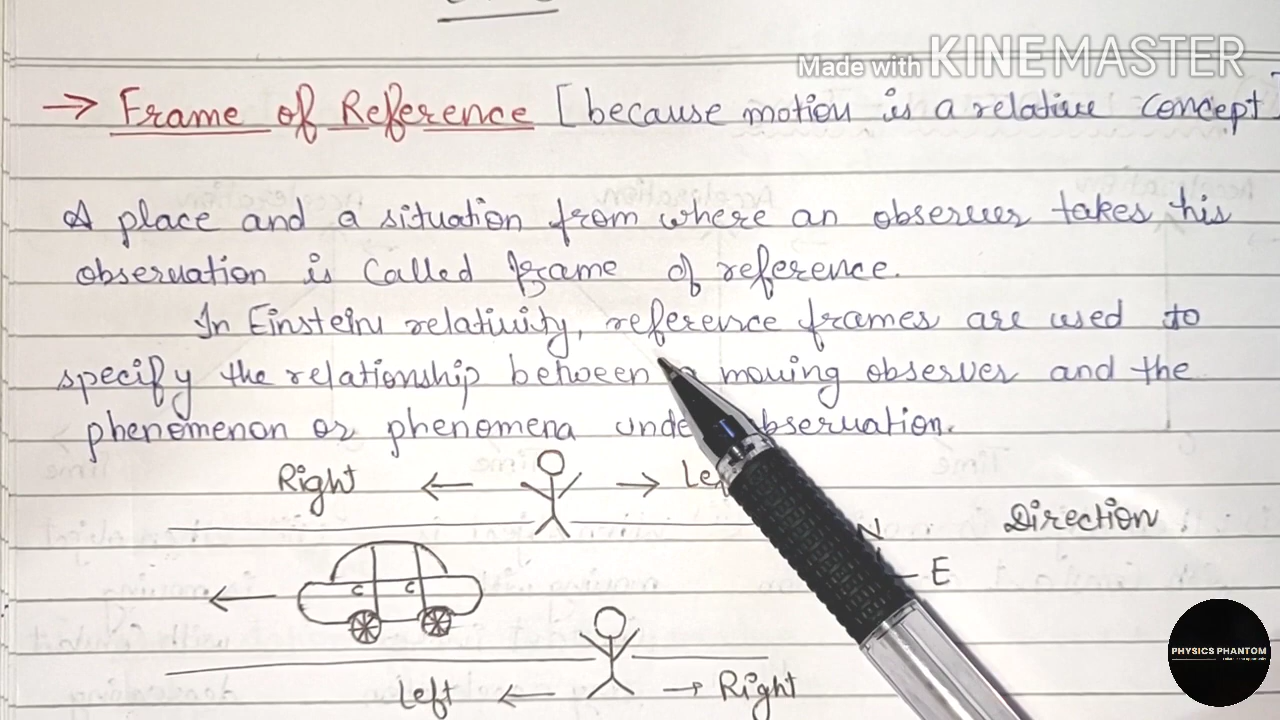 Made with KINEMASTER
→ Frame of Reference [because motion is a relative concept]
A place and a situation from where an observer takes his
observation is called frame of reference.
In Einstein relativity, reference frames are used to
specify the relationship between a moving observer and the
phenomenon or phenomena under observation.
Right ← → Left
N
Direction
E
←
C C
Left ← → Right
PHYSICS PHANTOM